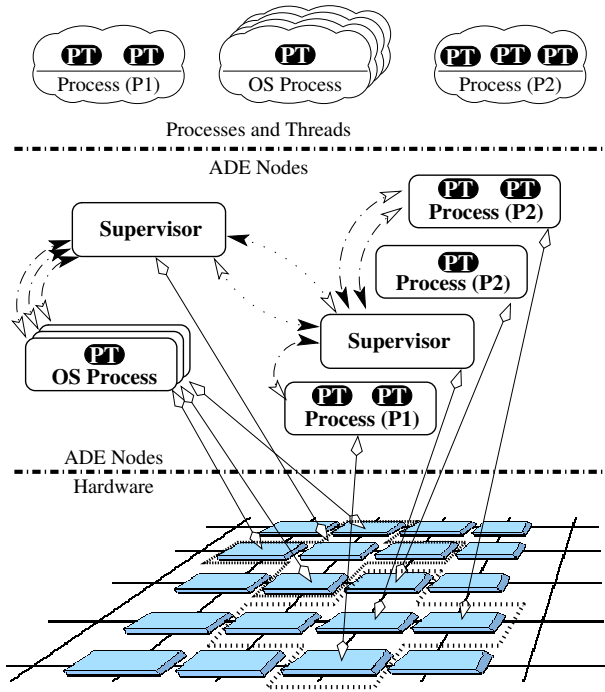 PT PT
Process (P1)
PT
OS Process
PT PT PT
Process (P2)
Processes and Threads
ADE Nodes
PT PT
Process (P2)
Supervisor
PT
Process (P2)
Supervisor
PT
OS Process
PT PT
Process (P1)
ADE Nodes
Hardware